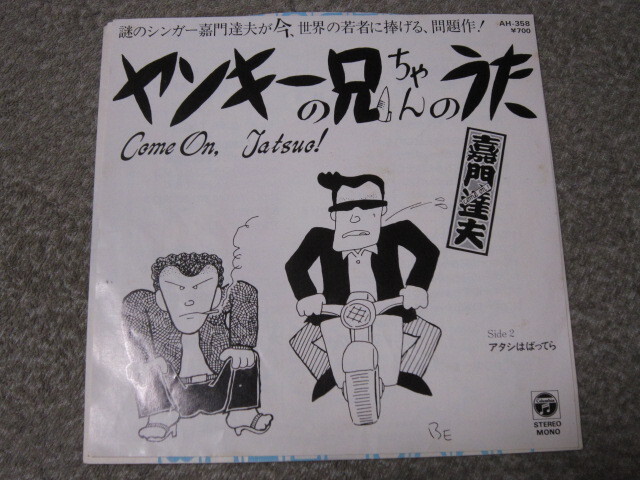 謎のシンガー嘉門達夫が今、世界の若者に捧げる、問題作!
AH-358
¥700
ヤンキーの兄ちゃんのうた
Come On, Tatsuo!
嘉門達夫
Side 2
アタシはばってら
Columbia
STEREO
MONO
BE